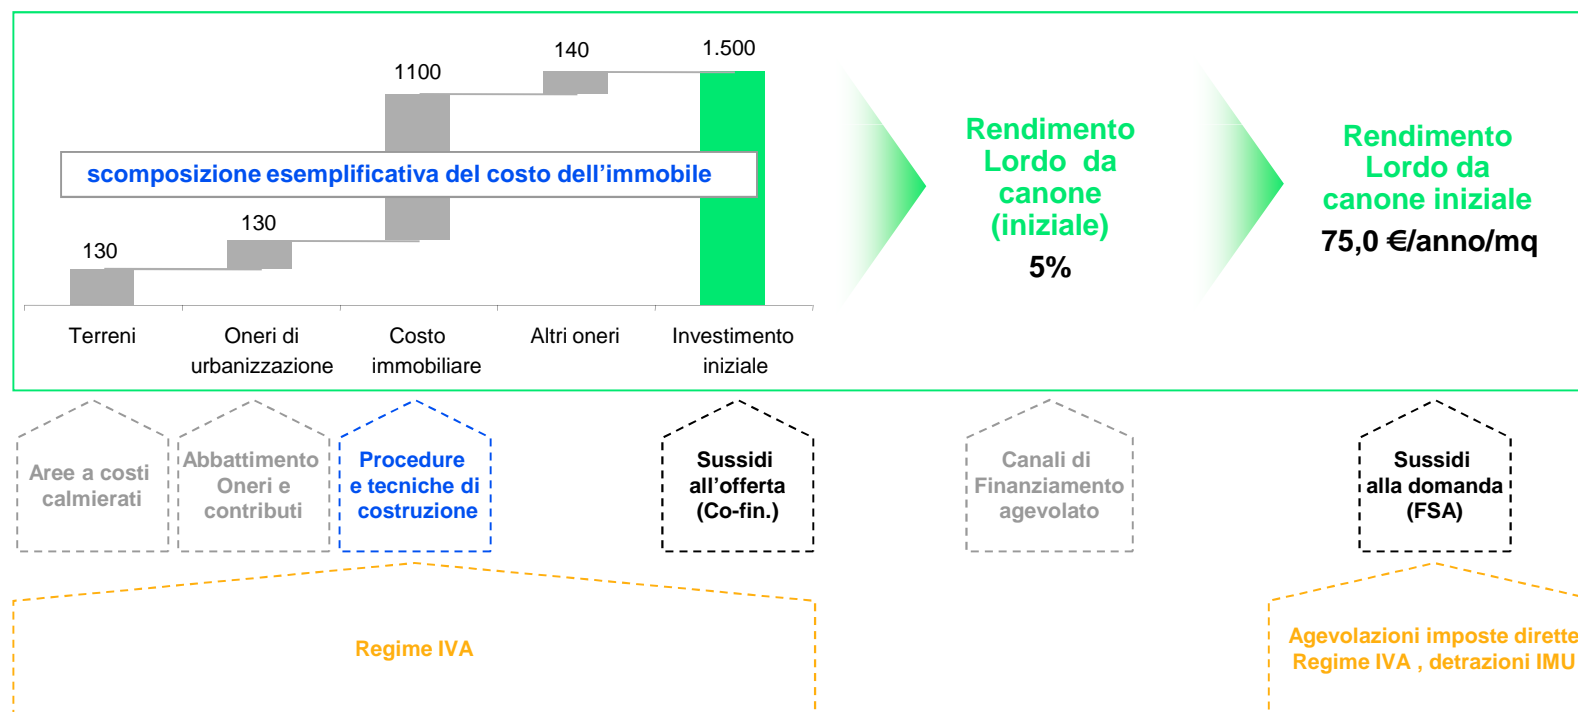 130
130
1100
140
1.500
scomposizione esemplificativa del costo dell'immobile
Terreni
Oneri di
urbanizzazione
Costo
immobiliare
Altri oneri
Investimento
iniziale
Rendimento
Lordo da
canone
(iniziale)
5%
Rendimento
Lordo da
canone iniziale
75,0 €/anno/mq
Aree a costi
calmierati
Abbattimento
Oneri e
contributi
Procedure
e tecniche di
costruzione
Sussidi
all'offerta
(Co-fin.)
Canali di
Finanziamento
agevolato
Sussidi
alla domanda
(FSA)
Regime IVA
Agevolazioni imposte dirette
Regime IVA , detrazioni IMU